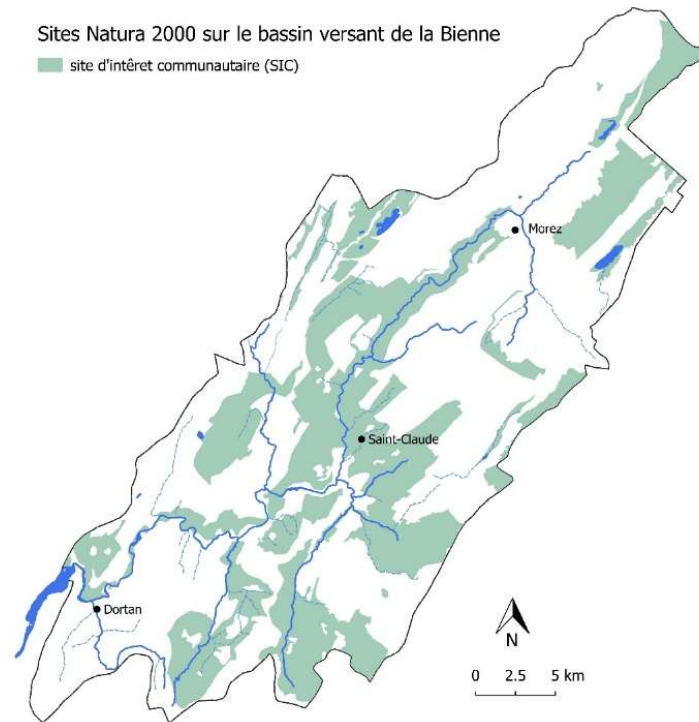 Sites Natura 2000 sur le bassin versant de la Bienne
site d'intêret communautaire (SIC)
Morez
Saint-Claude
Dortan
N
0 2.5 5 km